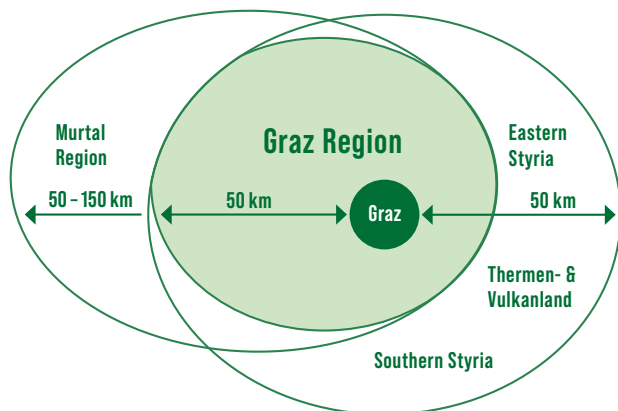 Graz Region
Murtal
Region
Eastern
Styria
50 – 150 km
50 km
Graz
50 km
Thermen- &
Vulkanland
Southern Styria